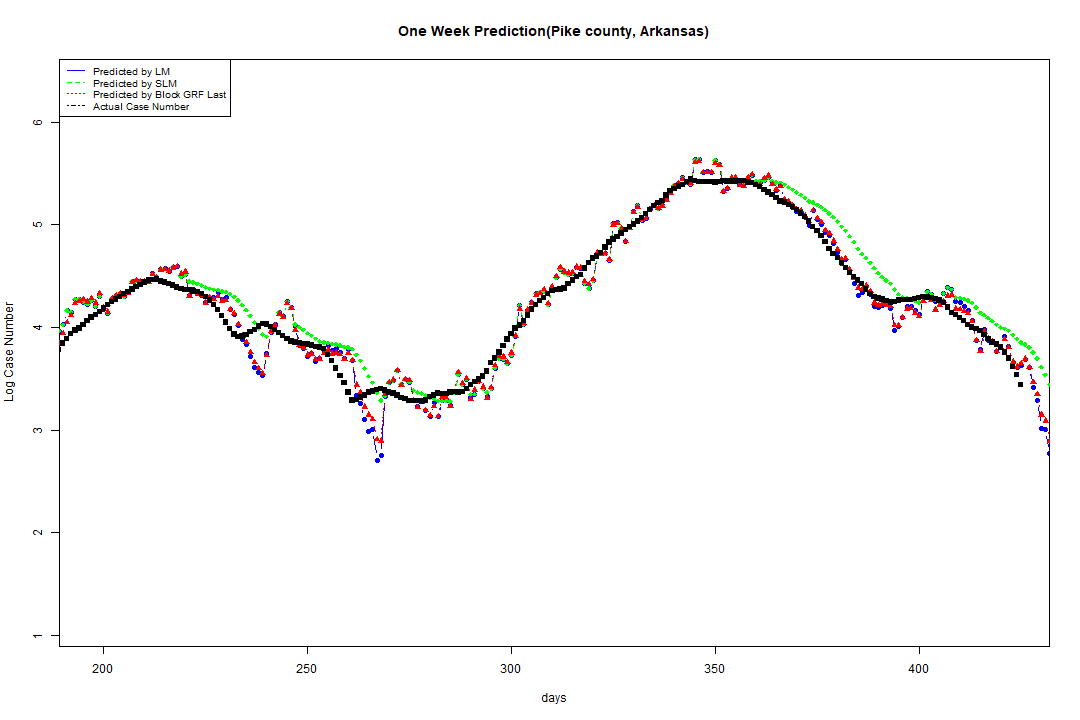 One Week Prediction(Pike county, Arkansas)
Predicted by LM
Predicted by SLM
Predicted by Block GRF Last
Actual Case Number
6
5
4
3
2
1
Log Case Number
200
250
300
350
400
days